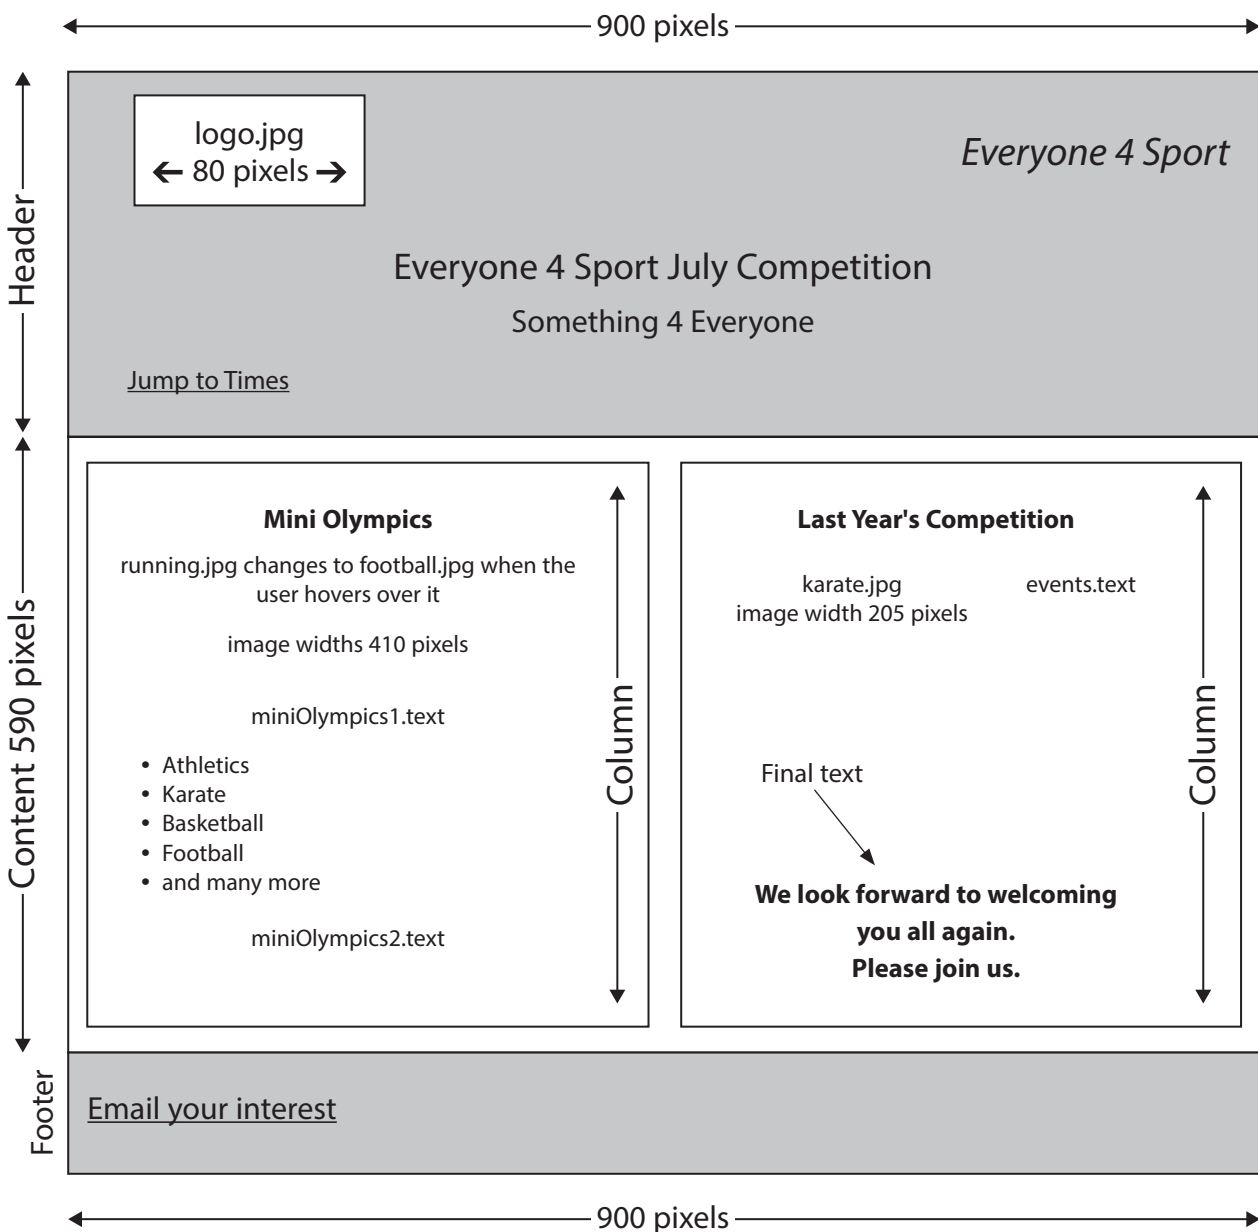 900 pixels
Header
logo.jpg
← 80 pixels →
Everyone 4 Sport
Everyone 4 Sport July Competition
Something 4 Everyone
Jump to Times
Content 590 pixels
Mini Olympics
running.jpg changes to football.jpg when the
user hovers over it
image widths 410 pixels
miniOlympics1.text
• Athletics
• Karate
• Basketball
• Football
• and many more
miniOlympics2.text
Column
Last Year's Competition
karate.jpg
image width 205 pixels
events.text
Final text
We look forward to welcoming
you all again.
Please join us.
Column
Footer
Email your interest
900 pixels